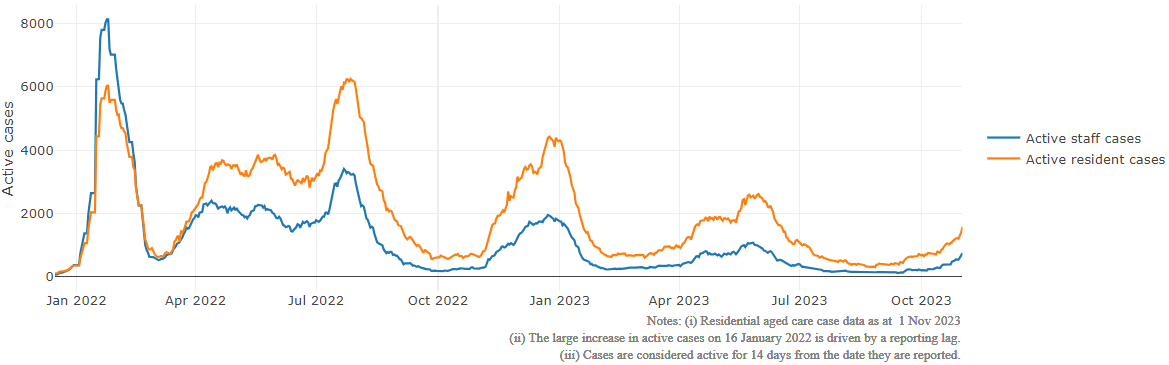 8000
6000
4000
2000
0
Active cases
Jan 2022
Apr 2022
Jul 2022
Oct 2022
Jan 2023
Apr 2023
Jul 2023
Oct 2023
Active staff cases
Active resident cases
Notes: (i) Residential aged care case data as at  1 Nov 2023
(ii) The large increase in active cases on 16 January 2022 is driven by a reporting lag.
(iii) Cases are considered active for 14 days from the date they are reported.